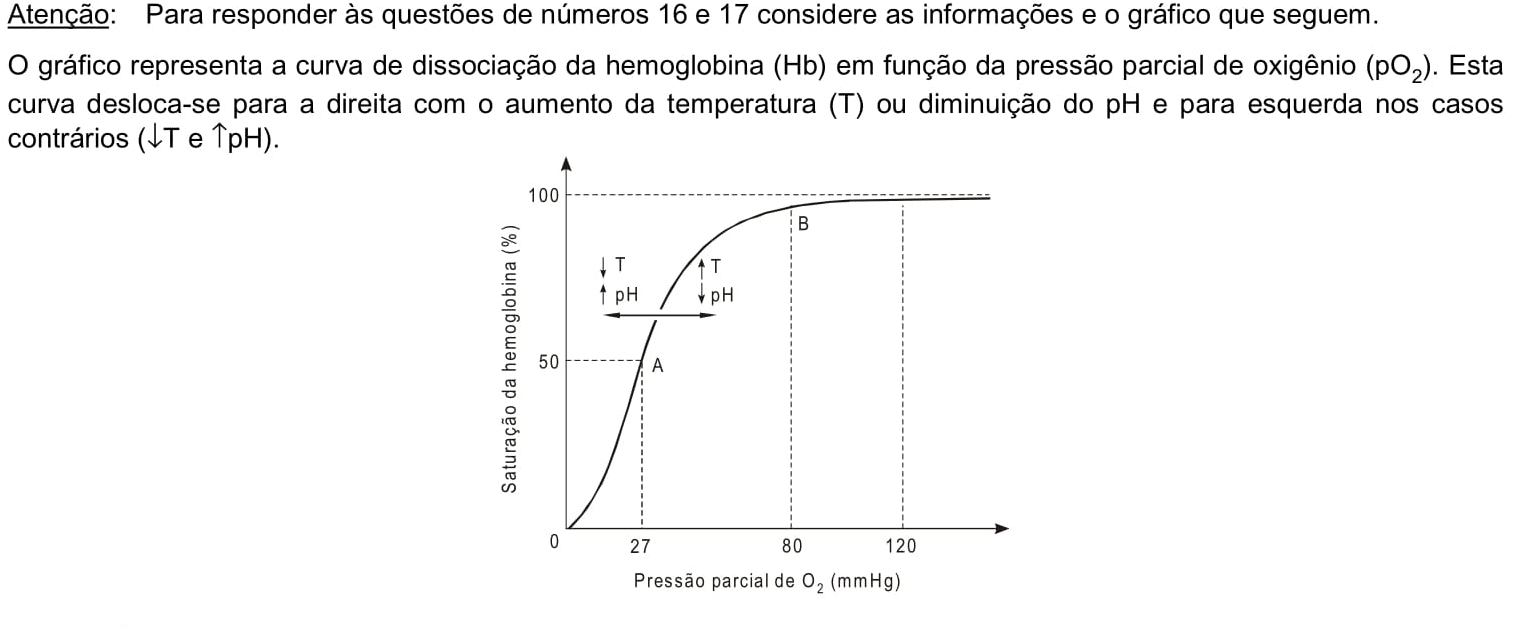 Atenção: Para responder às questões de números 16 e 17 considere as informações e o gráfico que seguem.
O gráfico representa a curva de dissociação da hemoglobina (Hb) em função da pressão parcial de oxigênio (pO₂). Esta
curva desloca-se para a direita com o aumento da temperatura (T) ou diminuição do pH e para esquerda nos casos
contrários (↓T e ↑pH).
100
B
↓ T
↑ T
↑ pH
↓ pH
50
A
Saturação da hemoglobina (%)
0
27
80
120
Pressão parcial de O₂ (mmHg)